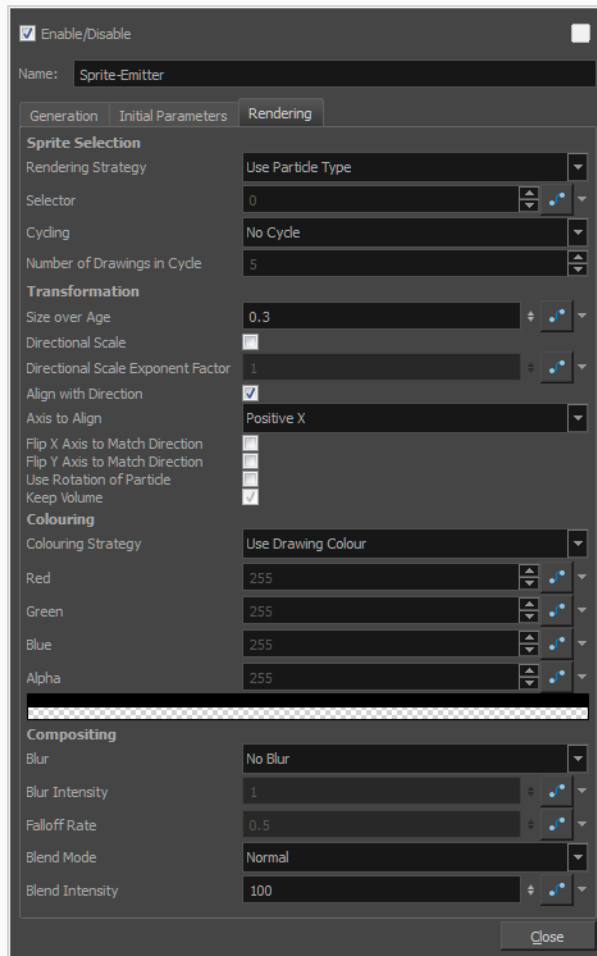 Enable/Disable
Name: Sprite-Emitter
Generation Initial Parameters Rendering
Sprite Selection
Rendering Strategy Use Particle Type
Selector 0
Cycling No Cycle
Number of Drawings in Cycle 5
Transformation
Size over Age 0.3
Directional Scale
Directional Scale Exponent Factor 1
Align with Direction
Axis to Align Positive X
Flip X Axis to Match Direction
Flip Y Axis to Match Direction
Use Rotation of Particle
Keep Volume
Colouring
Colouring Strategy Use Drawing Colour
Red 255
Green 255
Blue 255
Alpha 255
Compositing
Blur No Blur
Blur Intensity 1
Falloff Rate 0.5
Blend Mode Normal
Blend Intensity 100
Close